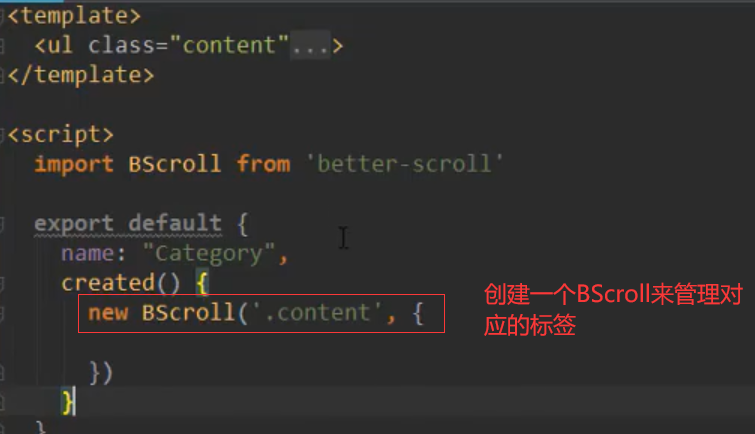 <template>
<ul class="content"...>
</template>
<script>
import BScroll from 'better-scroll'
export default {
name: "Category",
created() {
new BScroll('.content', {
创建一个BScroll来管理对
应的标签
})
}
}